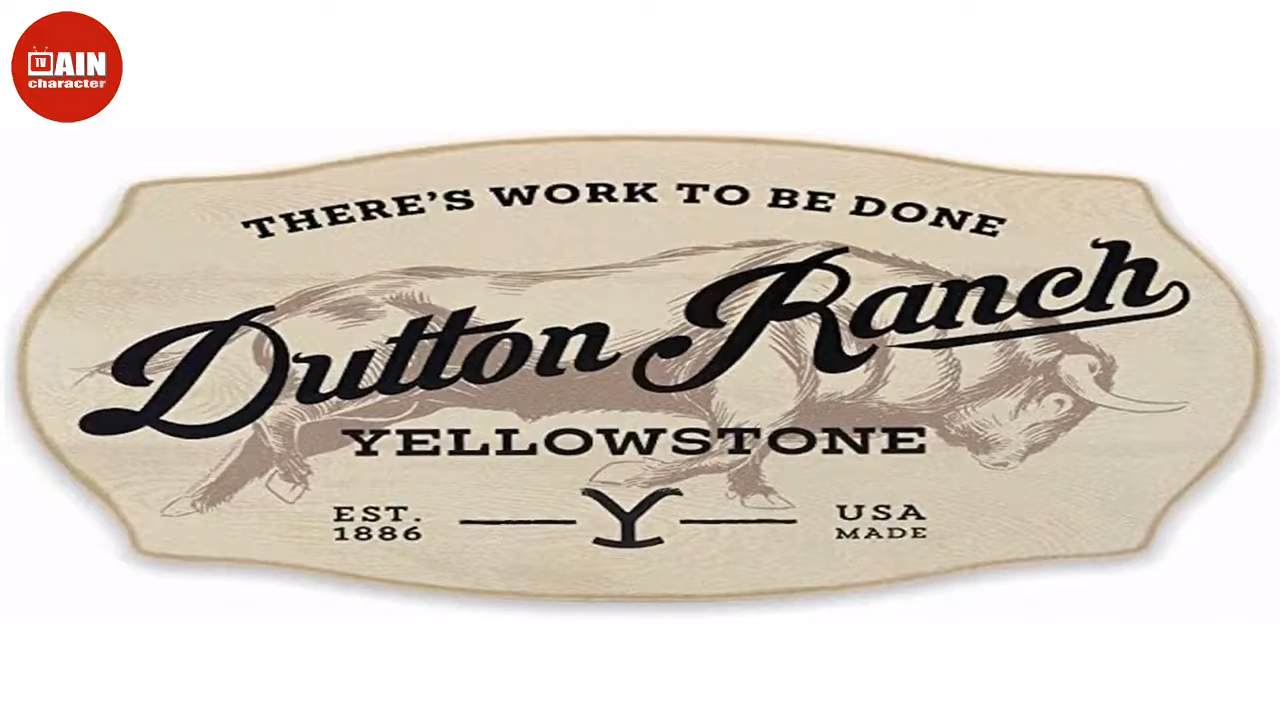 TV AIN
character
THERE'S WORK TO BE DONE
Dutton Ranch
YELLOWSTONE
EST.
1886
Y
USA
MADE